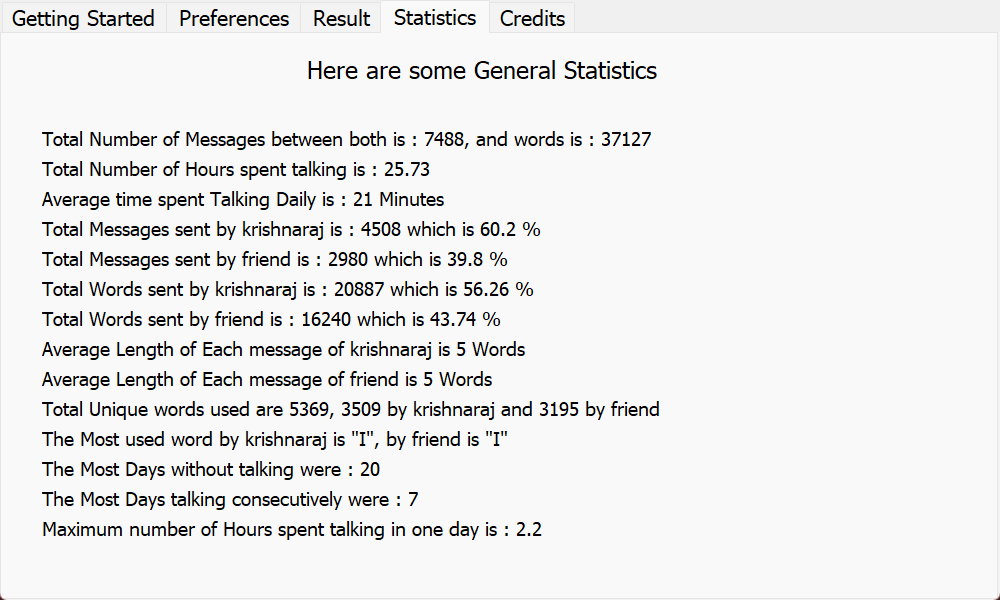 Getting Started Preferences Result Statistics Credits
Here are some General Statistics
Total Number of Messages between both is : 7488, and words is : 37127
Total Number of Hours spent talking is : 25.73
Average time spent Talking Daily is : 21 Minutes
Total Messages sent by krishnaraj is : 4508 which is 60.2 %
Total Messages sent by friend is : 2980 which is 39.8 %
Total Words sent by krishnaraj is : 20887 which is 56.26 %
Total Words sent by friend is : 16240 which is 43.74 %
Average Length of Each message of krishnaraj is 5 Words
Average Length of Each message of friend is 5 Words
Total Unique words used are 5369, 3509 by krishnaraj and 3195 by friend
The Most used word by krishnaraj is "I", by friend is "I"
The Most Days without talking were : 20
The Most Days talking consecutively were : 7
Maximum number of Hours spent talking in one day is : 2.2